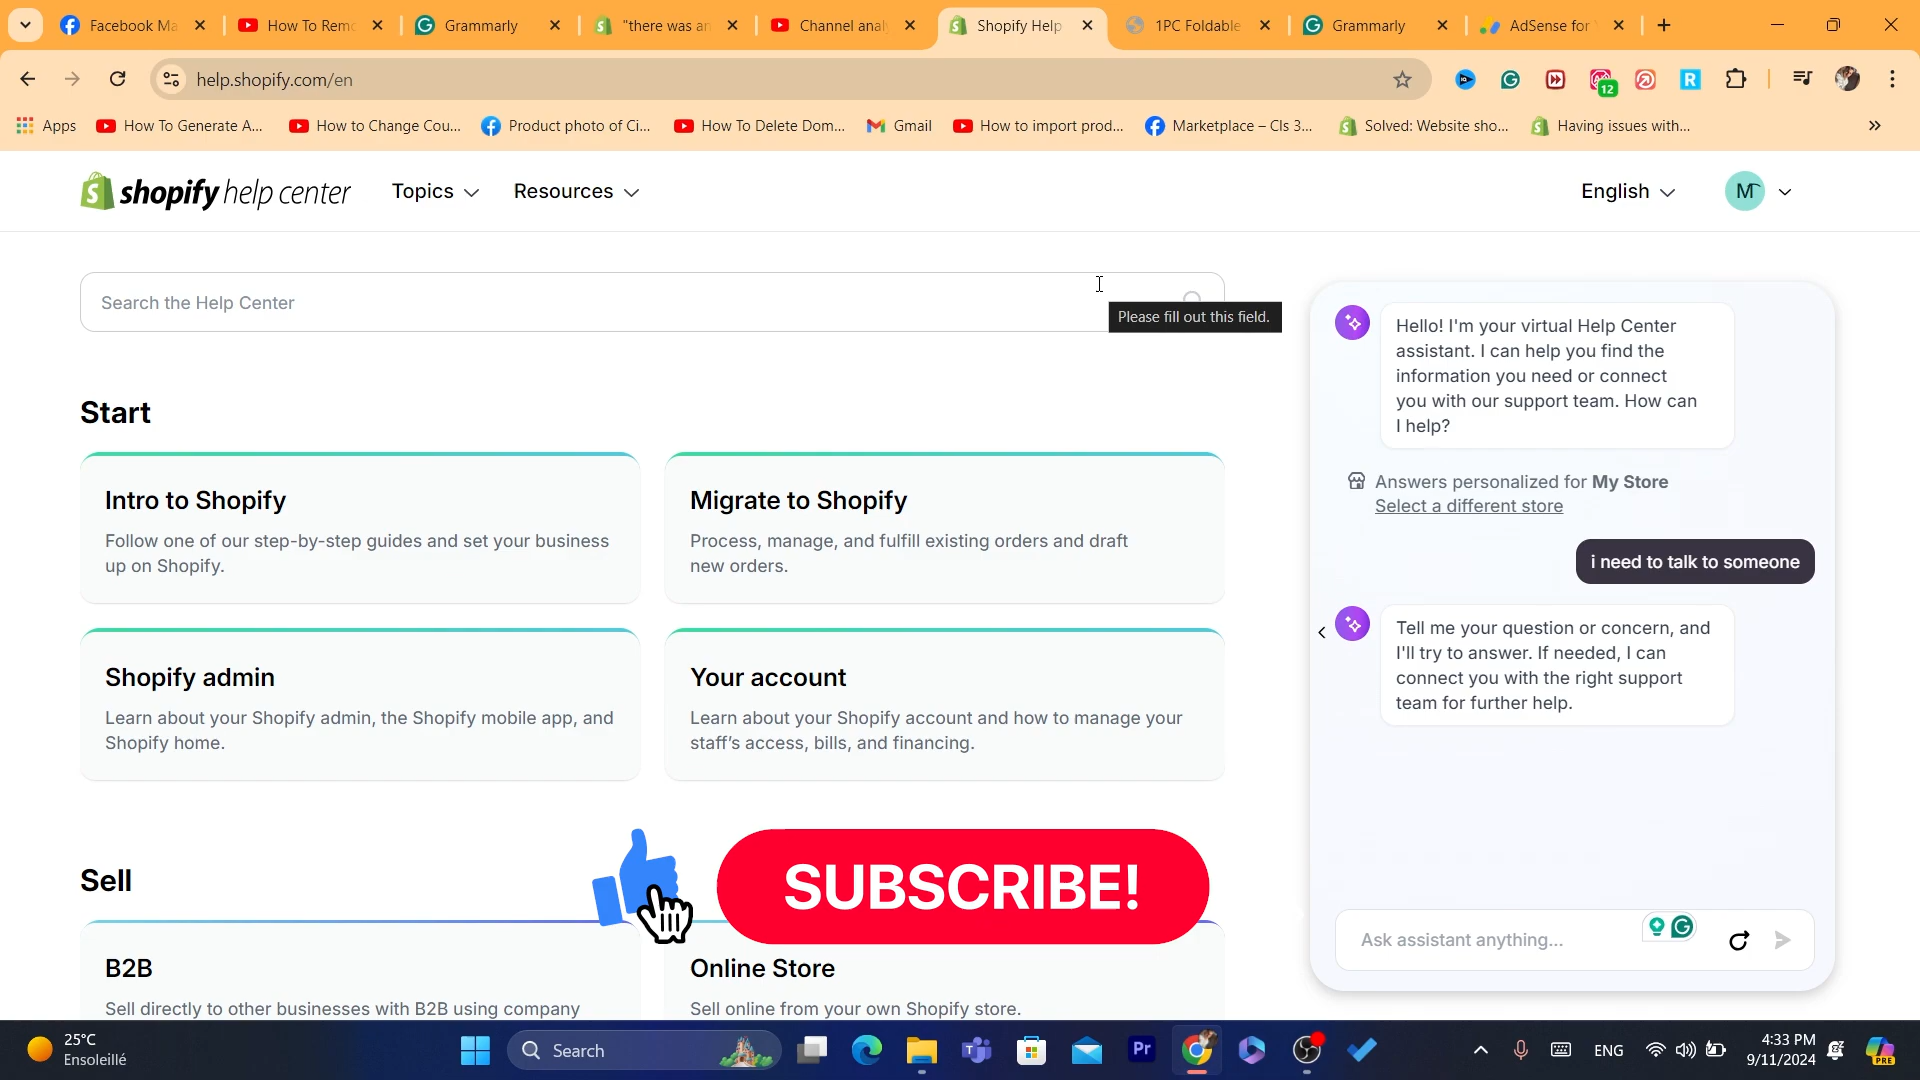 Facebook Ma
How To Remo
Grammarly
"there was an
Channel analy
Shopify Help
1PC Foldable
Grammarly
AdSense for
help.shopify.com/en
12
Apps
How To Generate A...
How to Change Cou...
Product photo of Ci...
How To Delete Dom...
Gmail
How to import prod...
Marketplace – Cls 3...
Solved: Website sho...
Having issues with...
shopify help center
Topics
Resources
English
Search the Help Center
Please fill out this field.
Start
Intro to Shopify
Follow one of our step-by-step guides and set your business
up on Shopify.
Migrate to Shopify
Process, manage, and fulfill existing orders and draft
new orders.
Shopify admin
Learn about your Shopify admin, the Shopify mobile app, and
Shopify home.
Your account
Learn about your Shopify account and how to manage your
staff's access, bills, and financing.
Sell
B2B
Sell directly to other businesses with B2B using company
Online Store
Sell online from your own Shopify store.
SUBSCRIBE!
Hello! I'm your virtual Help Center
assistant. I can help you find the
information you need or connect
you with our support team. How can
I help?
Answers personalized for My Store
Select a different store
i need to talk to someone
Tell me your question or concern, and
I'll try to answer. If needed, I can
connect you with the right support
team for further help.
Ask assistant anything...
25°C
Ensoleillé
Search
Pr
ENG
4:33 PM
9/11/2024
PRE